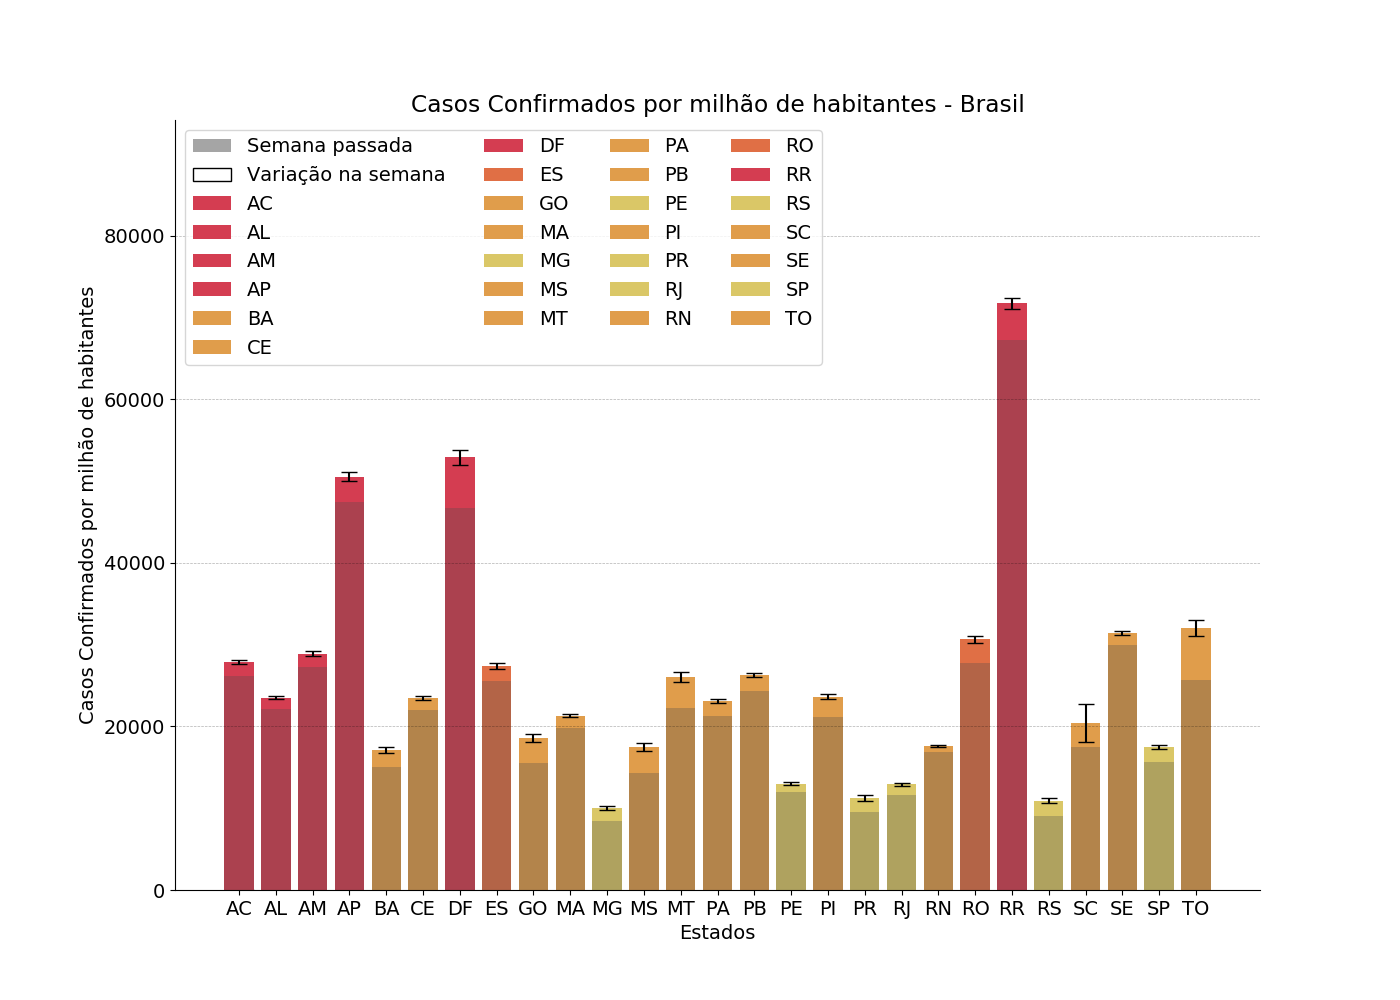 Casos Confirmados por milhão de habitantes - Brasil
Semana passada
Variação na semana
AC
AL
AM
AP
BA
CE
DF
ES
GO
MA
MG
MS
MT
PA
PB
PE
PI
PR
RJ
RN
RO
RR
RS
SC
SE
SP
TO
Casos Confirmados por milhão de habitantes
80000
60000
40000
20000
0
AC AL AM AP BA CE DF ES GO MA MG MS MT PA PB PE PI PR RJ RN RO RR RS SC SE SP TO
Estados